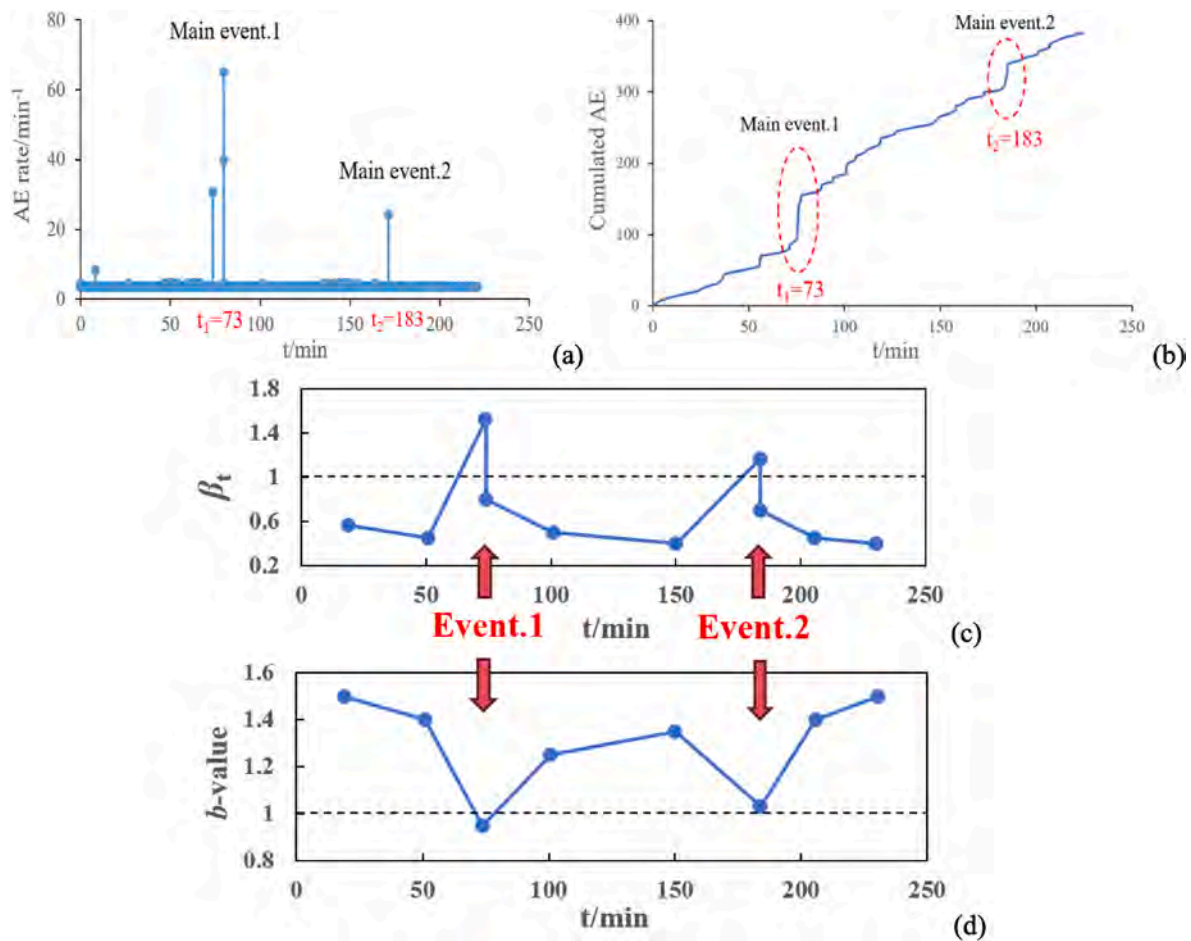 80
60
40
20
0
AE rate/min⁻¹
Main event.1
Main event.2
0 50 100 150 200 250
t₁=73 t₂=183
t/min
(a)
400
300
200
100
0
Cumulated AE
Main event.2
t₂=183
Main event.1
t₁=73
0 50 100 150 200 250
t/min
(b)
1.8
1.4
1
0.6
0.2
βt
0 50 100 150 200 250
Event.1 t/min Event.2
(c)
1.6
1.4
1.2
1
0.8
b-value
0 50 100 150 200 250
t/min
(d)